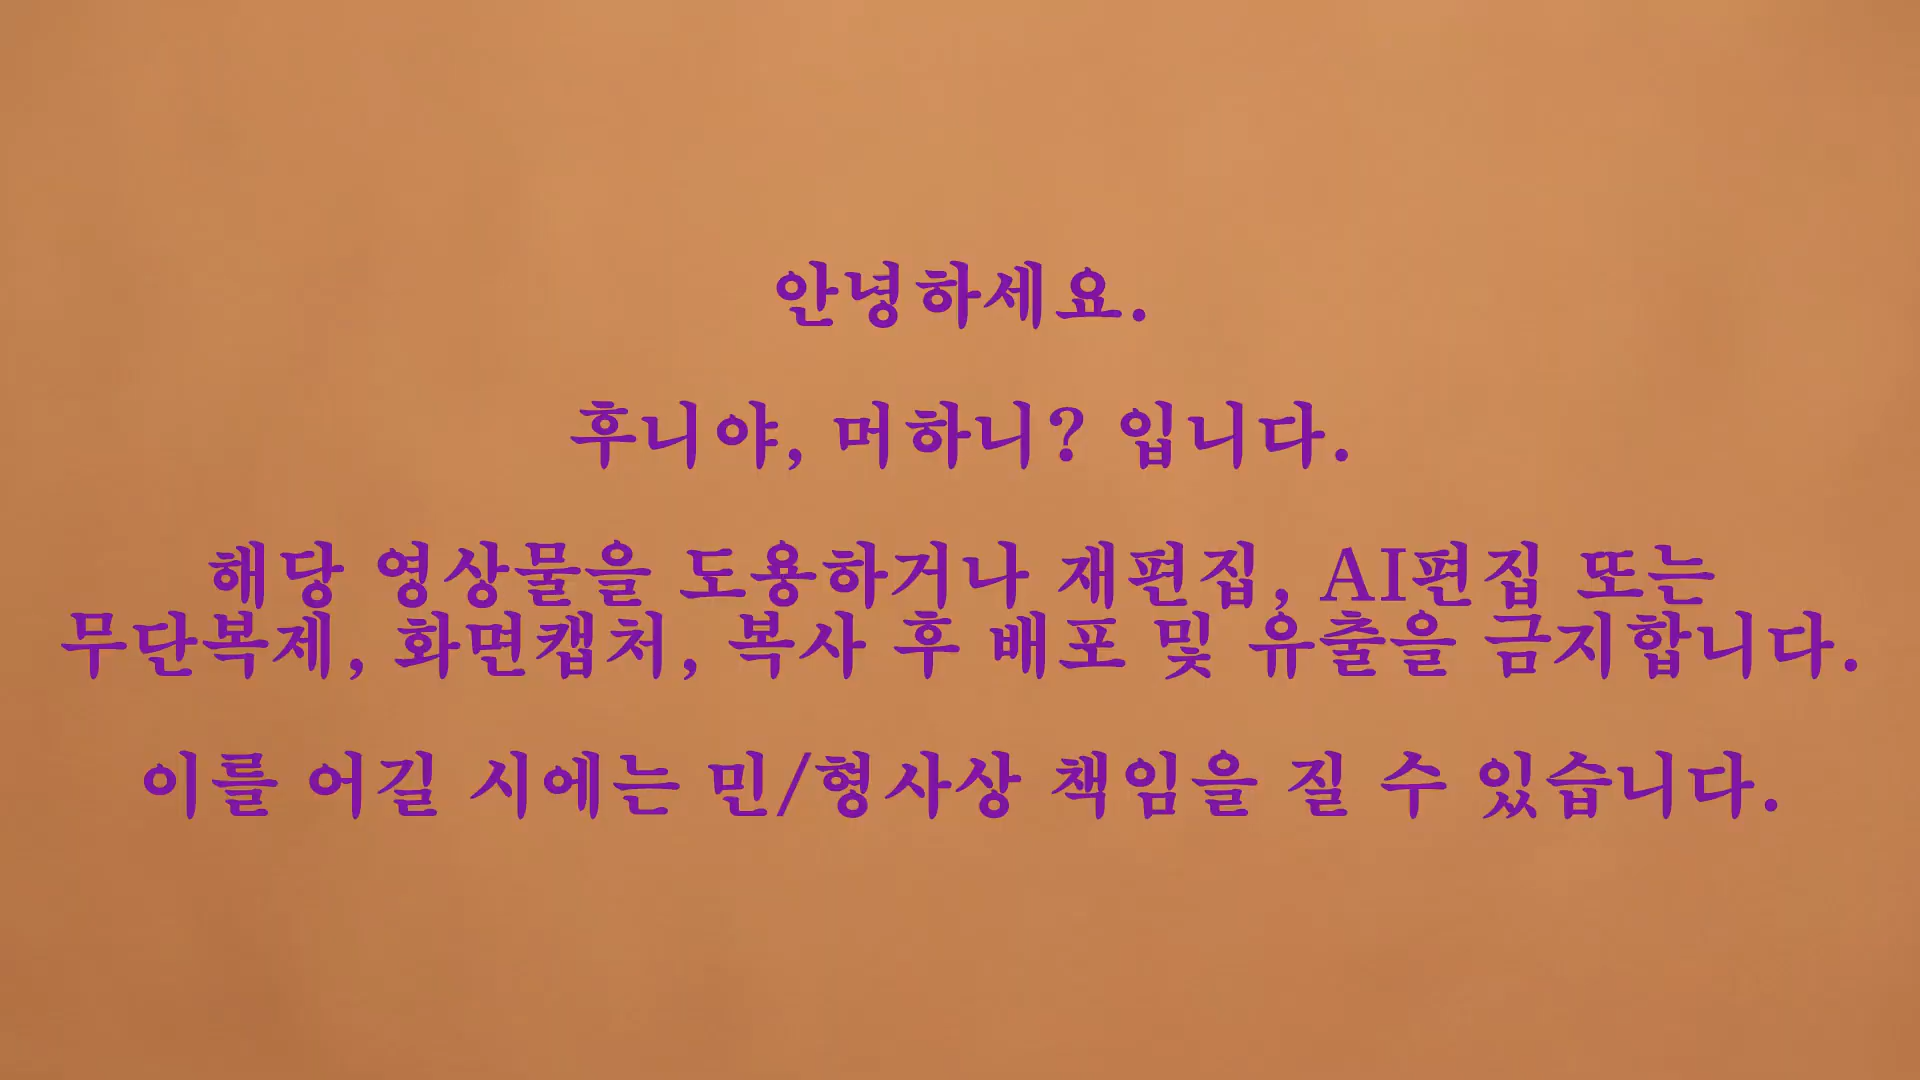 안녕하세요.
후니야, 머하니? 입니다.
해당 영상물을 도용하거나 재편집, AI편집 또는
무단복제, 화면캡처, 복사 후 배포 및 유출을 금지합니다.
이를 어길 시에는 민/형사상 책임을 질 수 있습니다.